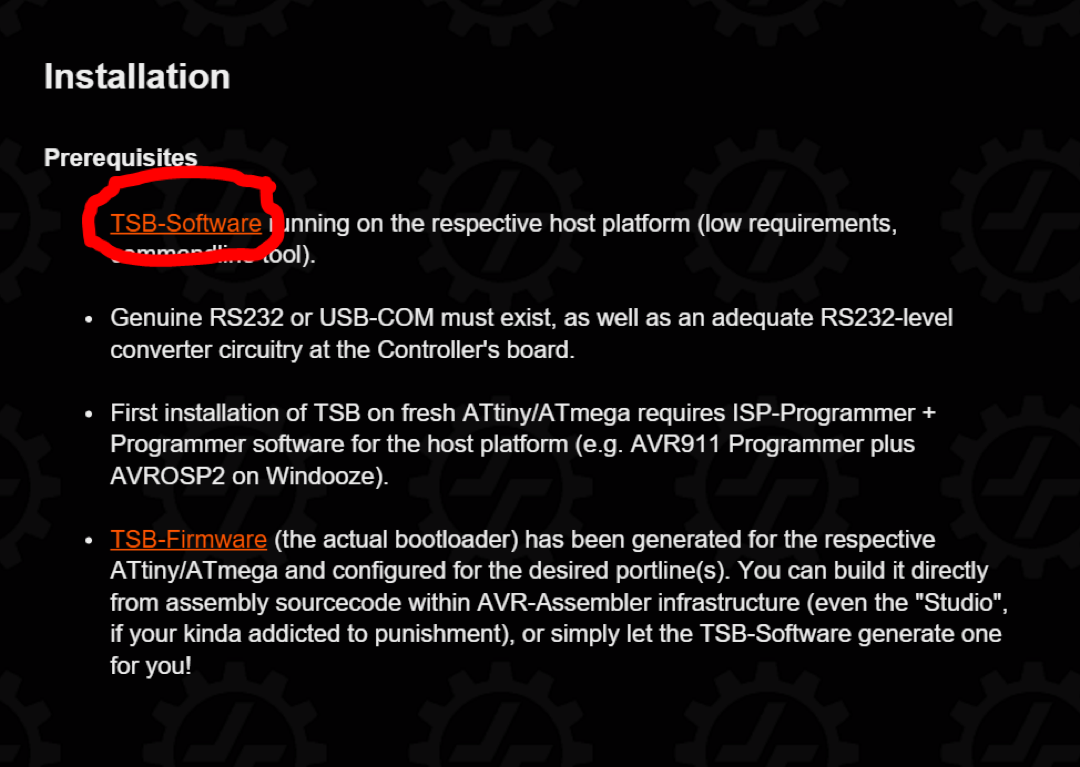 Installation
Prerequisites
TSB-Software running on the respective host platform (low requirements,
commandline tool).
• Genuine RS232 or USB-COM must exist, as well as an adequate RS232-level
converter circuitry at the Controller's board.
• First installation of TSB on fresh ATtiny/ATmega requires ISP-Programmer +
Programmer software for the host platform (e.g. AVR911 Programmer plus
AVROSP2 on Windooze).
• TSB-Firmware (the actual bootloader) has been generated for the respective
ATtiny/ATmega and configured for the desired portline(s). You can build it directly
from assembly sourcecode within AVR-Assembler infrastructure (even the "Studio",
if your kinda addicted to punishment), or simply let the TSB-Software generate one
for you!